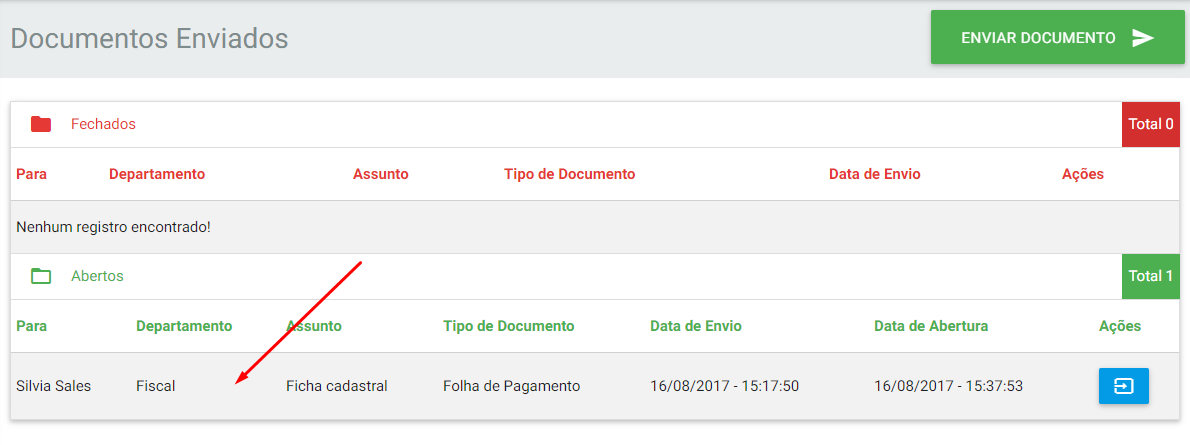 Documentos Enviados
ENVIAR DOCUMENTO
Fechados
Total 0
Para Departamento Assunto Tipo de Documento Data de Envio Ações
Nenhum registro encontrado!
Abertos
Total 1
Para Departamento Assunto Tipo de Documento Data de Envio Data de Abertura Ações
Silvia Sales Fiscal Ficha cadastral Folha de Pagamento 16/08/2017 - 15:17:50 16/08/2017 - 15:37:53